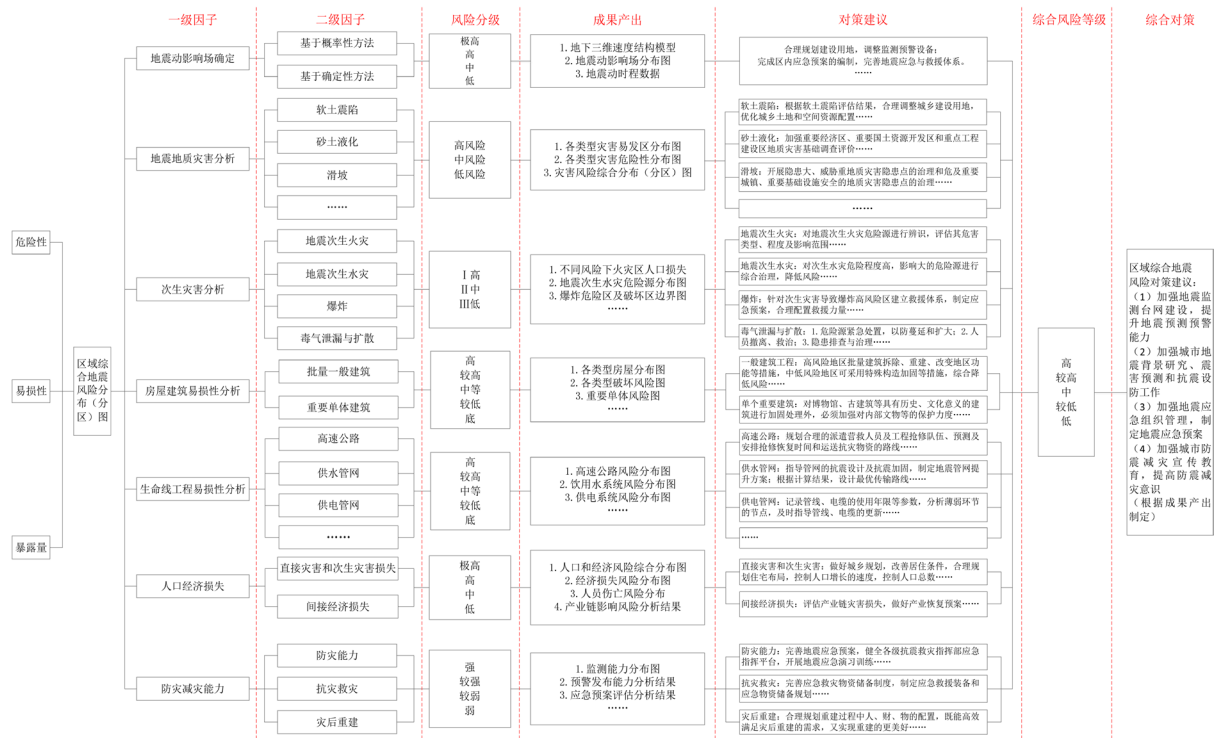 一级因子
二级因子
风险分级
成果产出
对策建议
综合风险等级
综合对策
危险性
易损性
暴露量
区域综
合地震
风险分
布（分
区）图
地震动影响场确定
基于概率性方法
基于确定性方法
极高
高
中
低
1.地下三维速度结构模型
2.地震动影响场分布图
3.地震动时程数据
合理规划建设用地，调整监测预警设备；
完成区内应急预案的编制，完善地震应急与救援体系。
……
地震地质灾害分析
软土震陷
砂土液化
滑坡
……
高风险
中风险
低风险
1.各类型灾害易发区分布图
2.各类型灾害危险性分布图
3.灾害风险综合分布（分区）图
软土震陷：根据软土震陷评估结果，合理调整城乡建设用地，
优化城乡土地和空间资源配置……
砂土液化：加强重要经济区、重要国土资源开发区和重点工程
建设区地质灾害基础调查评价……
滑坡：开展隐患大、威胁重地质灾害隐患点的治理和危及重要
城镇、重要基础设施安全的地质灾害隐患点的治理……
……
次生灾害分析
地震次生火灾
地震次生水灾
爆炸
毒气泄漏与扩散
Ⅰ高
Ⅱ中
Ⅲ低
1.不同风险下火灾区人口损失
2.地震次生水灾危险源分布图
3.爆炸危险区及破坏区边界图
……
地震次生火灾：对地震次生火灾危险源进行辨识，评估其危害
类型、程度及影响范围……
地震次生水灾：对次生水灾危险程度高，影响大的危险源进行
综合治理，降低风险……
爆炸：针对次生灾害导致爆炸高风险区建立救援体系，制定应
急预案，合理配置救援力量……
毒气泄漏与扩散：1.危险源紧急处置，以防蔓延和扩大；2.人
员撤离、救治；3.隐患排查与治理……
房屋建筑易损性分析
批量一般建筑
重要单体建筑
高
较高
中等
较低
底
1.各类型房屋分布图
2.各类型破坏风险图
3.重要单体风险图
……
一般建筑工程：高风险地区批量建筑拆除、重建、改变地区功
能等措施，中低风险地区可采用特殊构造加固等措施，综合降
低风险……
单个重要建筑：对博物馆、古建筑等具有历史、文化意义的建
筑进行加固处理外，必须加强对内部文物等的保护力度……
生命线工程易损性分析
高速公路
供水管网
供电管网
……
高
较高
中等
较低
底
1.高速公路风险分布图
2.饮用水系统风险分布图
3.供电系统风险分布图
……
高速公路：规划合理的派遣营救人员及工程抢修队伍、预测及
安排抢修恢复时间和运送抗灾物资的路线……
供水管网：指导管网的抗震设计及抗震加固，制定地震管网提
升方案；根据计算结果，设计最优传输路线……
供电管网：记录管线、电缆的使用年限等参数，分析薄弱环节
的节点，及时指导管线、电缆的更新……
……
人口经济损失
直接灾害和次生灾害损失
间接经济损失
极高
高
中
低
1.人口和经济风险综合分布图
2.经济损失风险分布图
3.人员伤亡风险分布
4.产业链影响风险分析结果
直接灾害和次生灾害：做好城乡规划，改善居住条件，合理规
划住宅布局，控制人口增长的速度，控制人口总数……
间接经济损失：评估产业链灾害损失，做好产业恢复预案……
防灾减灾能力
防灾能力
抗灾救灾
灾后重建
强
较强
较弱
弱
1.监测能力分布图
2.预警发布能力分析结果
3.应急预案评估分析结果
……
防灾能力：完善地震应急预案，健全各级抗震救灾指挥部应急
指挥平台，开展地震应急演习训练……
抗灾救灾：完善应急救灾物资储备制度，制定应急救援装备和
应急物资储备规划……
灾后重建：合理规划重建过程中人、财、物的配置，既能高效
满足灾后重建的需求，又实现重建的更美好……
高
较高
中
较低
低
区域综合地震
风险对策建议：
（1）加强地震监
测台网建设，提
升地震预测预警
能力
（2）加强城市地
震背景研究、震
害预测和抗震设
防工作
（3）加强地震应
急组织管理，制
定地震应急预案
（4）加强城市防
震减灾宣传教
育，提高防震减
灾意识
（根据成果产出
制定）